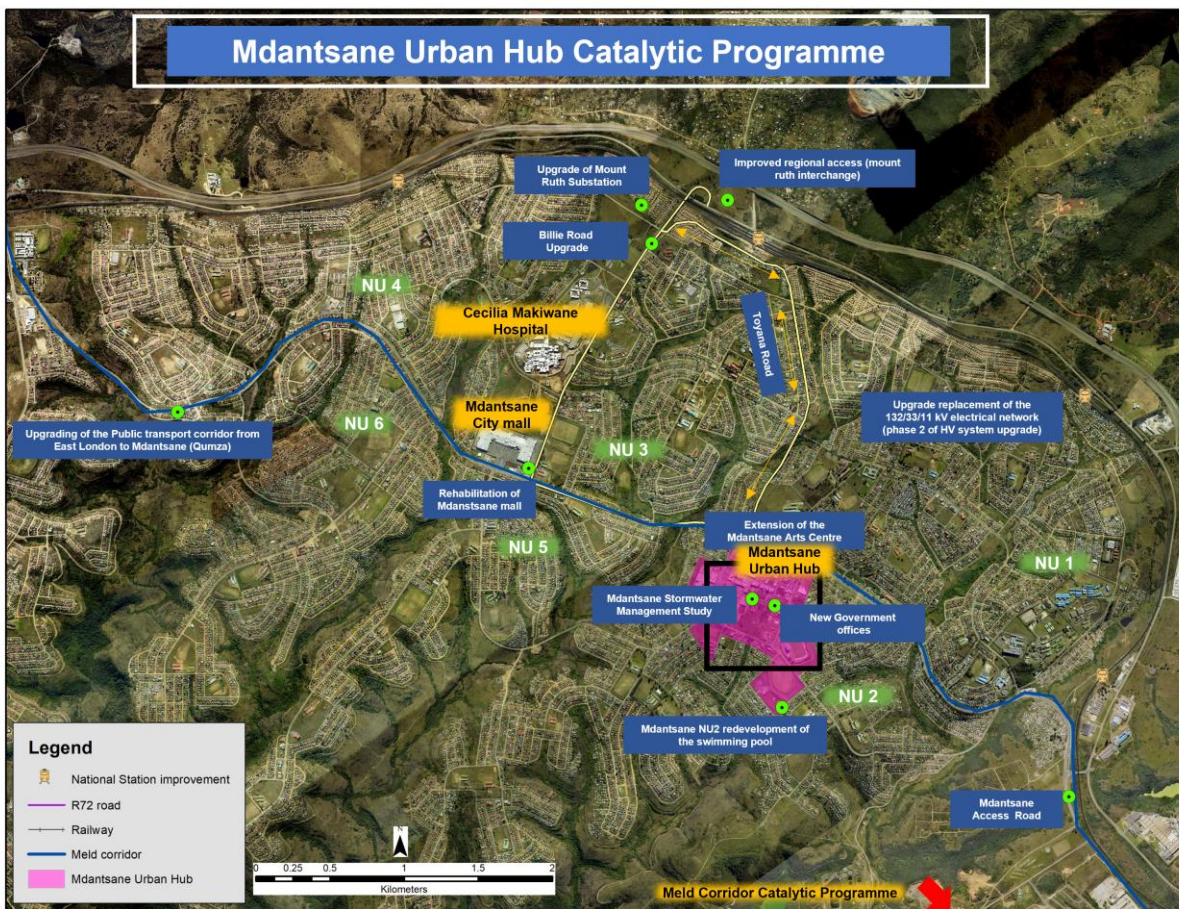 Mdantsane Urban Hub Catalytic Programme
Upgrade of Mount
Ruth Substation
Improved regional access (mount
ruth interchange)
Billie Road
Upgrade
NU 4
Cecilia Makiwane
Hospital
Toyana Road
Mdantsane
City mall
Upgrade replacement of the
132/33/11 kV electrical network
(phase 2 of HV system upgrade)
NU 6
Upgrading of the Public transport corridor from
East London to Mdantsane (Qumza)
NU 3
Rehabilitation of
Mdanstsane mall
Extension of the
Mdantsane Arts Centre
NU 5
Mdantsane
Urban Hub
NU 1
Mdantsane Stormwater
Management Study
New Government
offices
NU 2
Mdantsane NU2 redevelopment of
the swimming pool
Mdantsane
Access Road
Legend
National Station improvement
R72 road
Railway
Meld corridor
Mdantsane Urban Hub
N
0 0.25 0.5 1 1.5 2
Kilometers
Meld Corridor Catalytic Programme